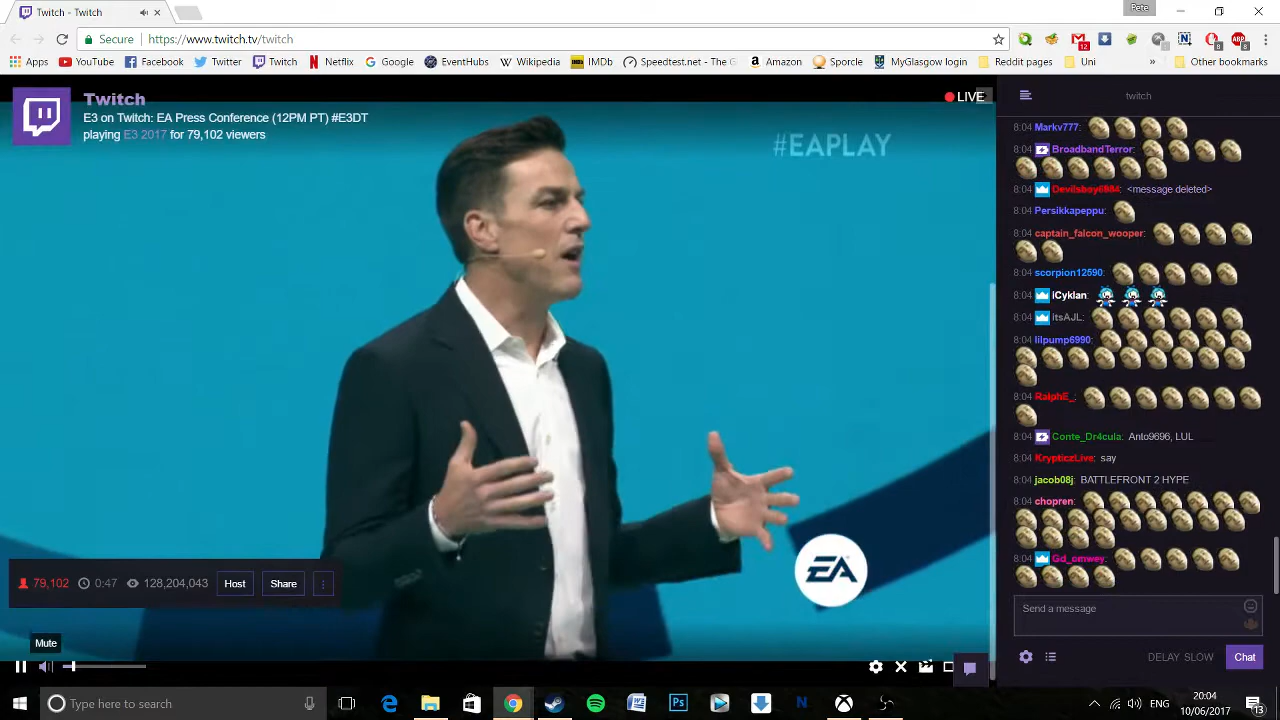 Twitch - Twitch
Pete
Secure
https://www.twitch.tv/twitch
Apps
YouTube
Facebook
Twitter
Twitch
Netflix
Google
EventHubs
Wikipedia
IMDb
Speedtest.net - The G
Amazon
Sporcle
MyGlasgow login
Reddit pages
Uni
»
Other bookmarks
Twitch
E3 on Twitch: EA Press Conference (12PM PT) #E3DT
playing E3 2017 for 79,102 viewers
LIVE
#EAPLAY
EA
79,102
0:47
128,204,043
Host
Share
Mute
twitch
8:04 Markv777:
8:04 BroadbandTerror:
8:04 Devilsboy6984: <message deleted>
8:04 Persikkapeppu:
8:04 captain_falcon_wooper:
8:04 scorpion12590:
8:04 iCyklan:
8:04 itsAJL:
8:04 lilpump6990:
8:04 RalphE_:
8:04 Conte_Dr4cula: Anto9696, LUL
8:04 KrypticzLive: say
8:04 jacob08j: BATTLEFRONT 2 HYPE
8:04 chopren:
8:04 Gd_omwey:
Send a message
DELAY SLOW
Chat
Type here to search
ENG
20:04
10/06/2017